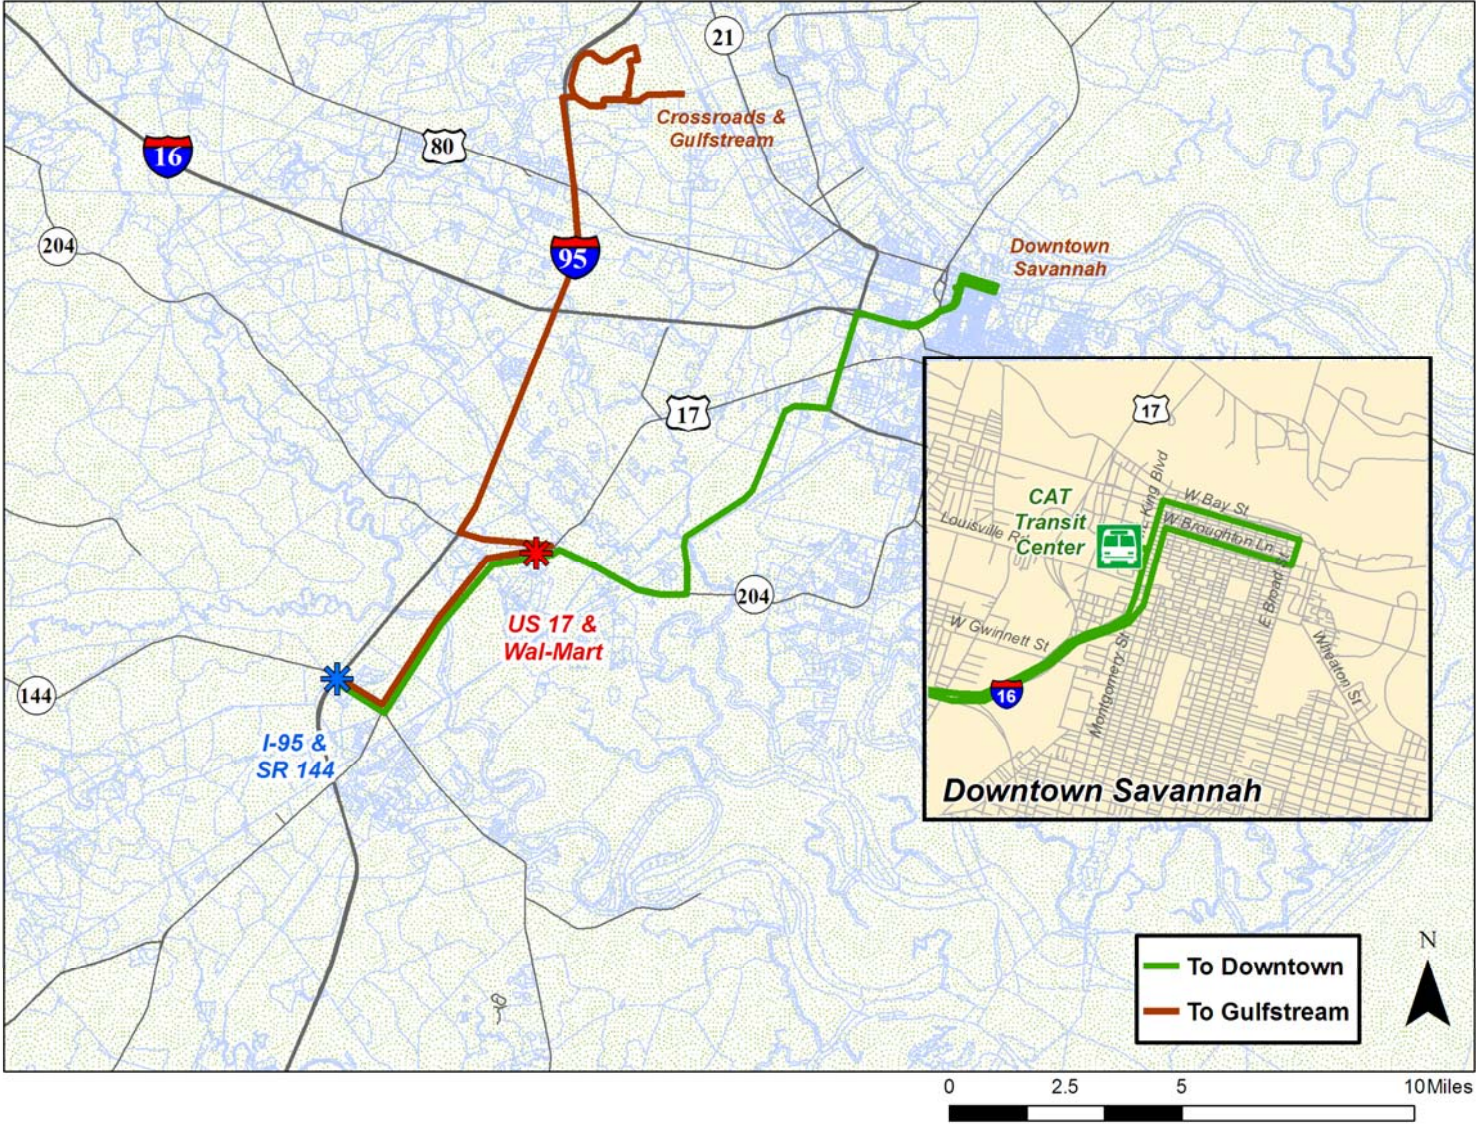 21
Crossroads &
Gulfstream
80
16
204
95
Downtown
Savannah
17
17
King Blvd
W Bay St
CAT
Transit
Center
W Broughton Ln
Louisville
204
E Broad St
US 17 &
Wal-Mart
W Gwinnett St
Wheaton St
Montgomery St
16
144
I-95 &
SR 144
Downtown Savannah
N
To Downtown
To Gulfstream
0 2.5 5 10Miles